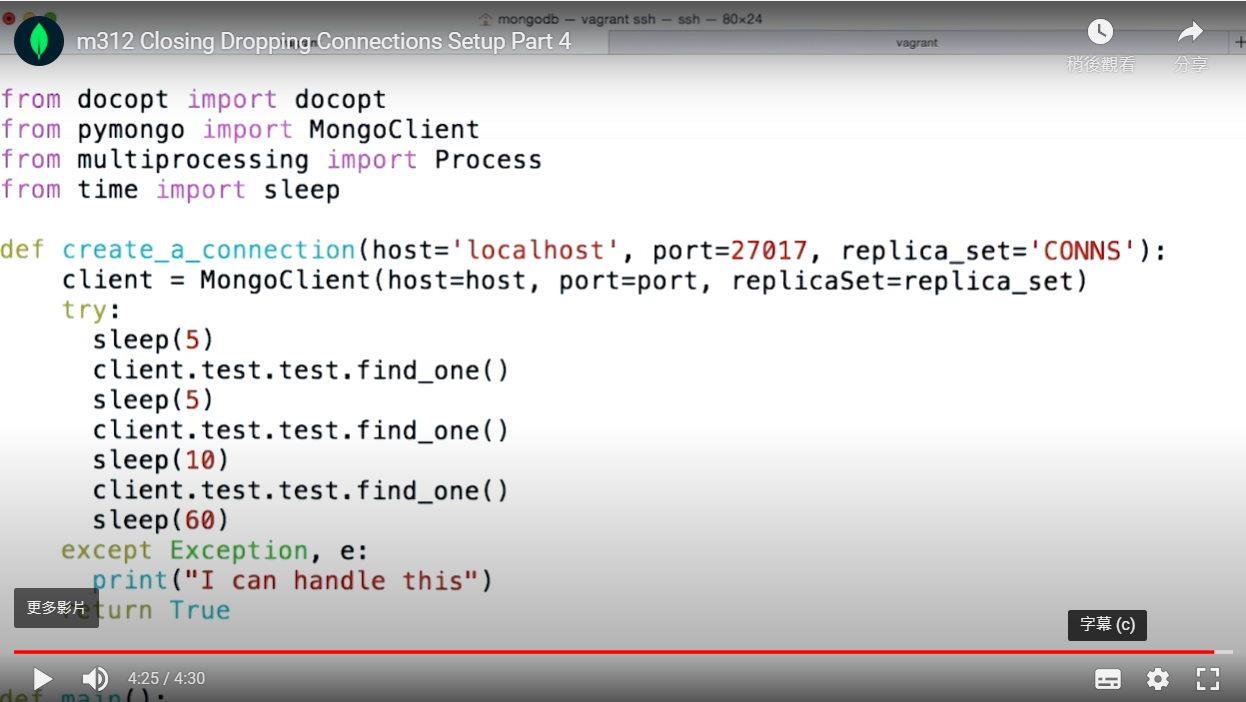 mongodb — vagrant ssh — ssh — 80×24
m312 Closing Dropping Connections Setup Part 4
vagrant
+
稍後觀看
分享
from docopt import docopt
from pymongo import MongoClient
from multiprocessing import Process
from time import sleep
def create_a_connection(host='localhost', port=27017, replica_set='CONNS'):
client = MongoClient(host=host, port=port, replicaSet=replica_set)
try:
sleep(5)
client.test.test.find_one()
sleep(5)
client.test.test.find_one()
sleep(10)
client.test.test.find_one()
sleep(60)
except Exception, e:
print("I can handle this")
更多影片
return True
字幕 (c)
4:25 / 4:30
def main():